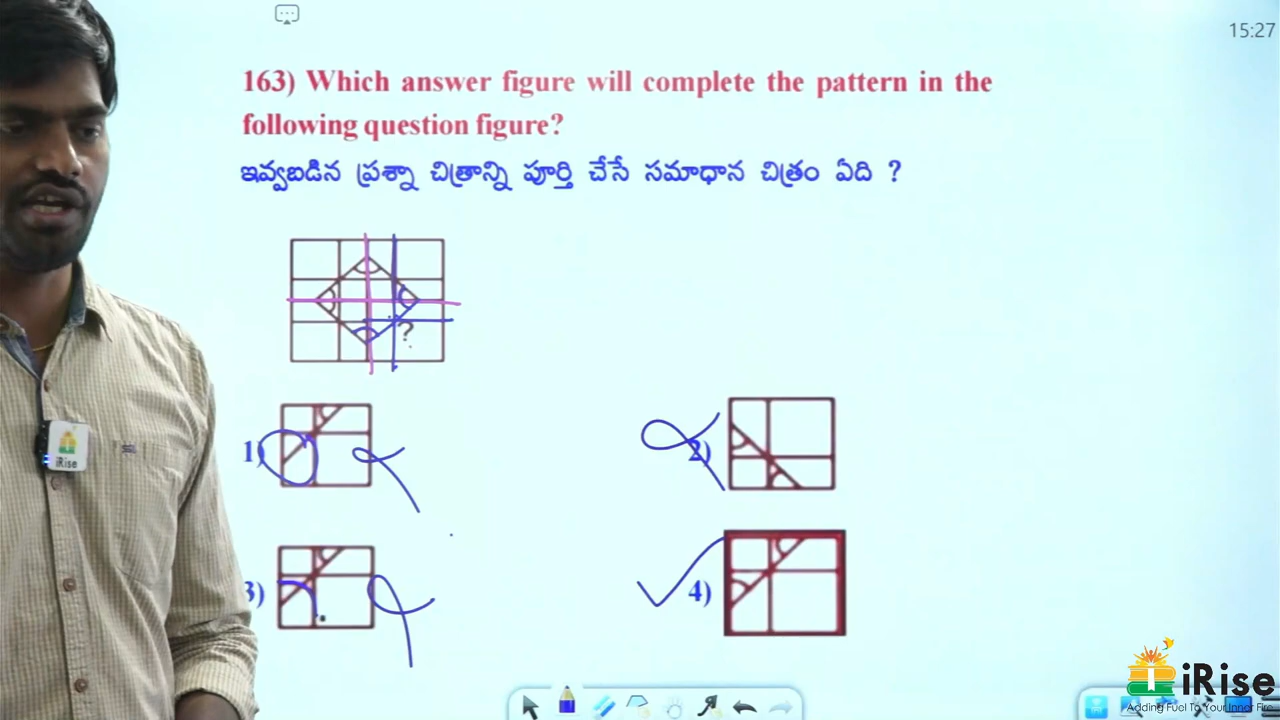 15:27
163) Which answer figure will complete the pattern in the
following question figure?
ఇవ్వబడిన ప్రశ్నా చిత్రాన్ని పూర్తి చేసే సమాధాన చిత్రం ఏది ?
?
1)
2)
3)
4)
iRise
iRise
Adding Fuel To Your Inner Fire